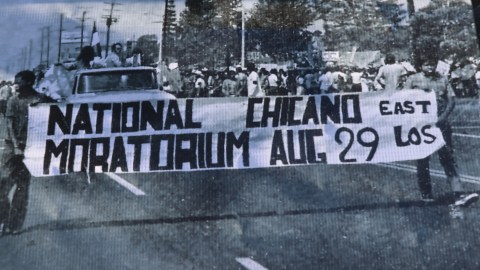 NATIONAL CHICANO EAST
MORATORIUM AUG 29 LOS